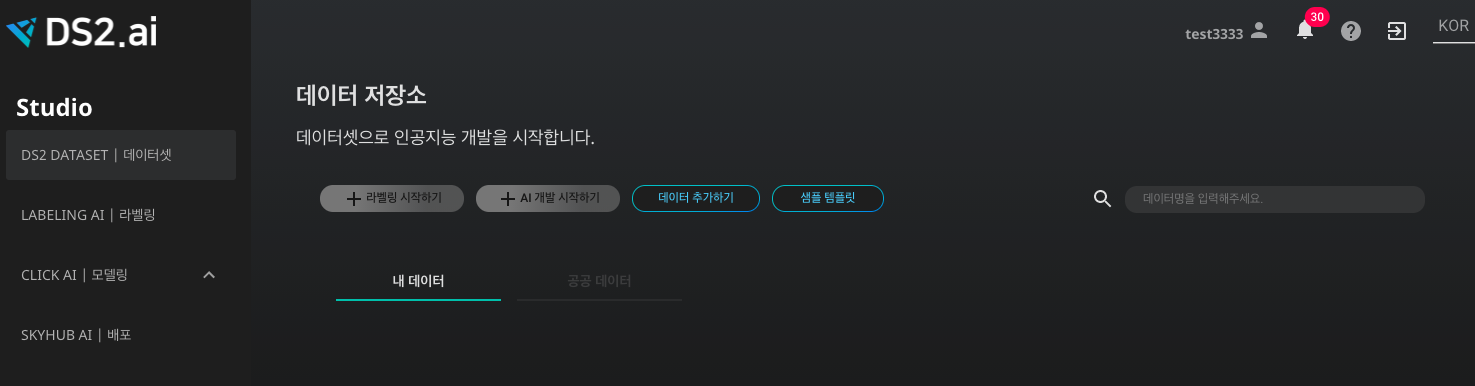 DS2.ai
test3333
30
KOR
Studio
DS2 DATASET | 데이터셋
LABELING AI | 라벨링
CLICK AI | 모델링
SKYHUB AI | 배포
데이터 저장소
데이터셋으로 인공지능 개발을 시작합니다.
라벨링 시작하기
AI 개발 시작하기
데이터 추가하기
샘플 템플릿
데이터명을 입력해주세요.
내 데이터
공공 데이터